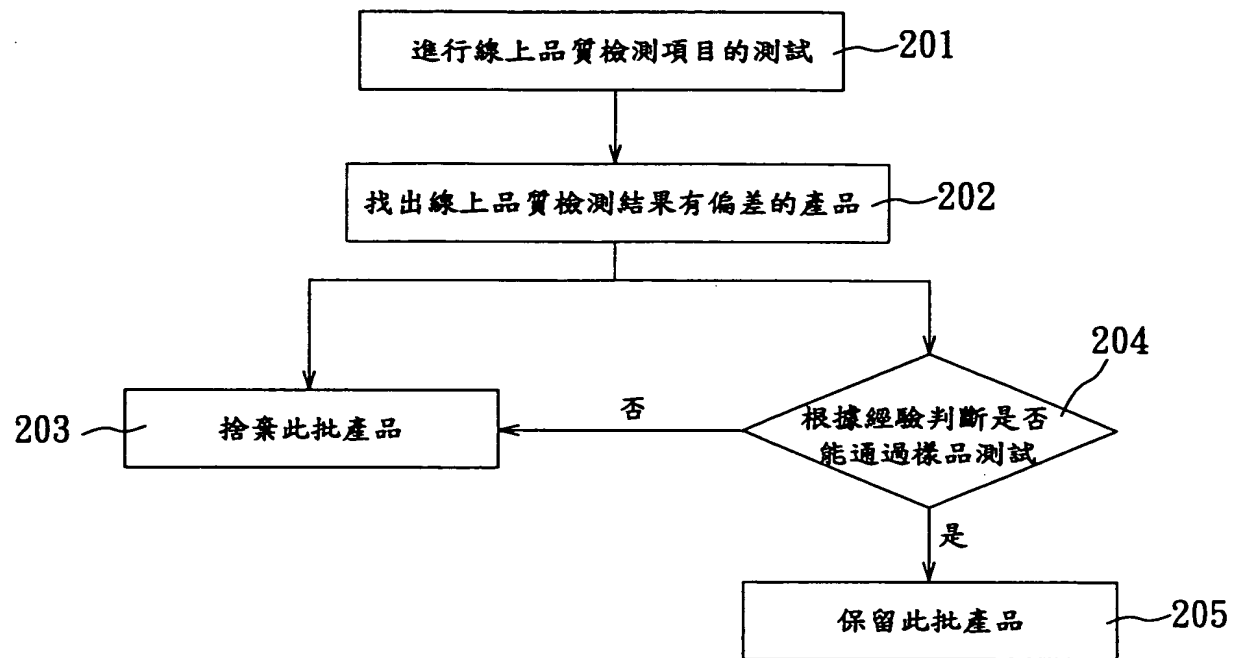 進行線上品質檢測項目的測試
201
找出線上品質檢測結果有偏差的產品
202
204
203
捨棄此批產品
否
根據經驗判斷是否
能通過樣品測試
是
保留此批產品
205